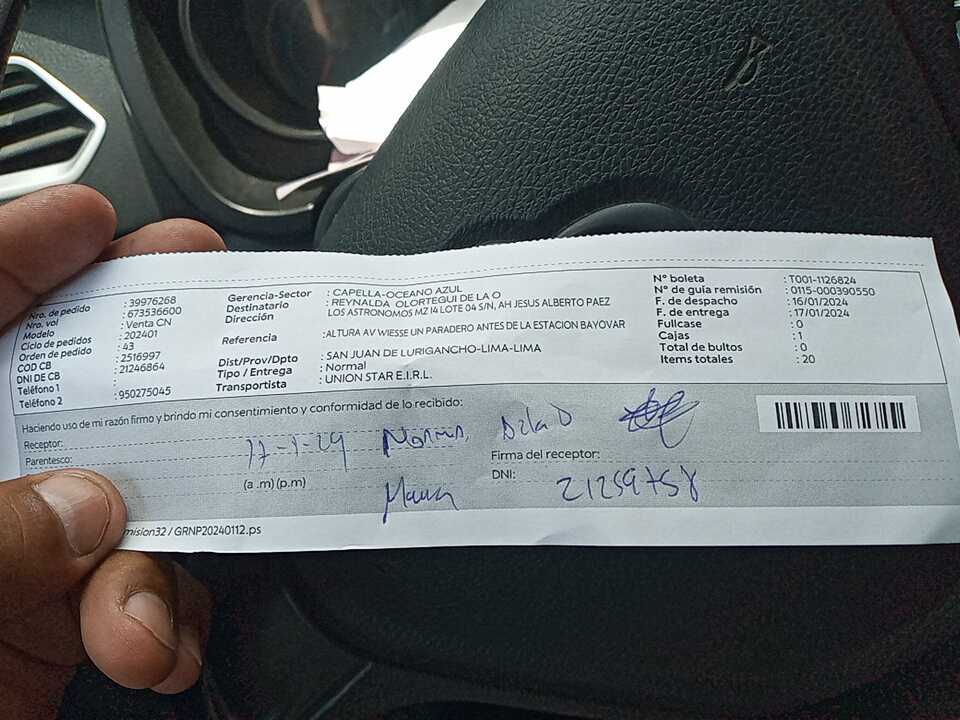 Nro. de pedido : 39976268
Nro. vol : 673536600
Modelo : Venta CN
Ciclo de pedidos : 202401
Orden de pedido : 43
COD CB : 2516997
DNI DE CB : 21246864
Teléfono 1 :
Teléfono 2 : 950275045
Gerencia-Sector : CAPELLA-OCEANO AZUL
Destinatario : REYNALDA OLORTEGUI DE LA O
Dirección LOS ASTRONOMOS MZ 14 LOTE 04 S/N, AH JESUS ALBERTO PAEZ
Referencia : ALTURA AV WIESSE UN PARADERO ANTES DE LA ESTACION BAYOVAR
Dist/Prov/Dpto : SAN JUAN DE LURIGANCHO-LIMA-LIMA
Tipo / Entrega : Normal
Transportista : UNION STAR E.I.R.L.
N° boleta : T001-1126824
N° de guía remisión : 0115-000390550
F. de despacho : 16/01/2024
F. de entrega : 17/01/2024
Fullcase : 0
Cajas : 1
Total de bultos : 0
Items totales : 20
Haciendo uso de mi razón firmo y brindo mi consentimiento y conformidad de lo recibido:
Receptor:
Parentesco:
17-1-24
(a .m) (p.m)
Firma del receptor:
DNI: 21259758
mision32 / GRNP20240112.ps